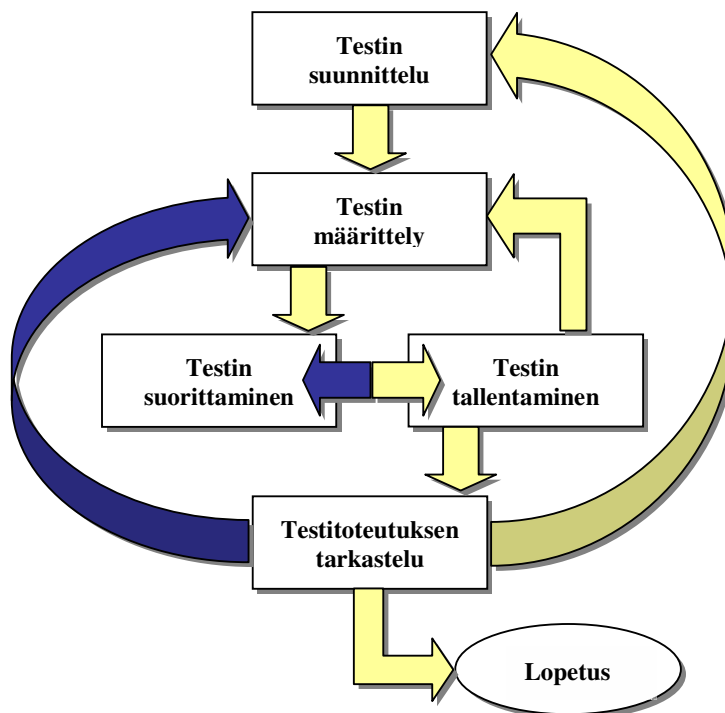 Testin
suunnittelu
Testin
määrittely
Testin
suorittaminen
Testin
tallentaminen
Testitoteutuksen
tarkastelu
Lopetus